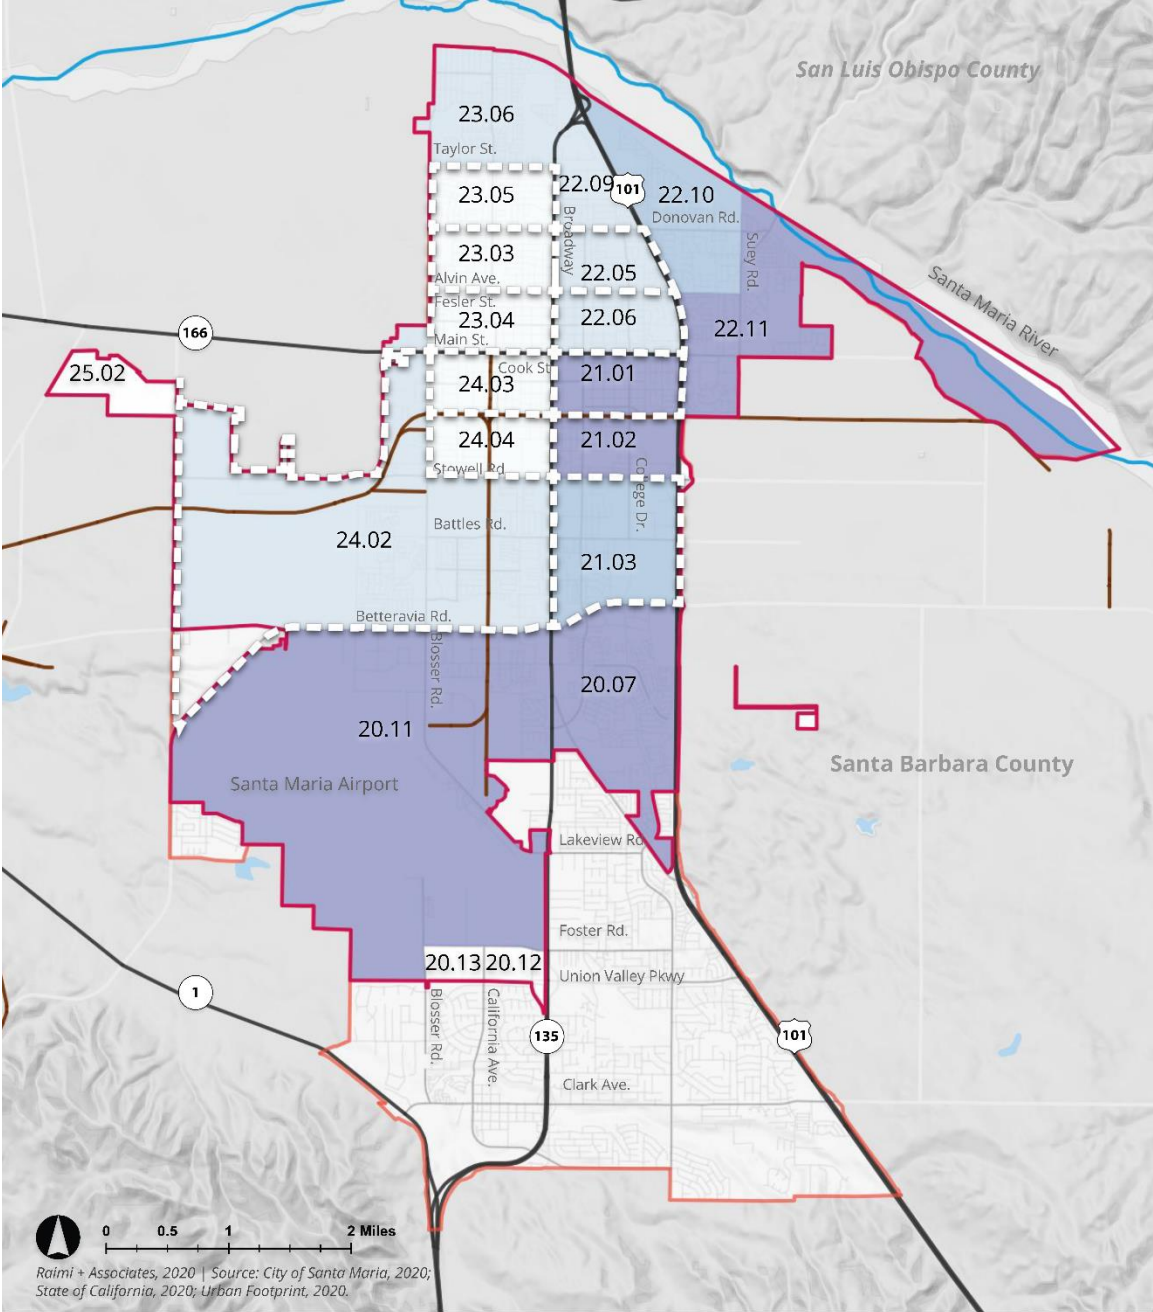 San Luis Obispo County
23.06
Taylor St.
22.09
101
23.05
22.10
Donovan Rd.
Broadway
Suey Rd.
23.03
22.05
Alvin Ave.
Santa Maria River
Fesler St.
23.04
22.06
22.11
166
Main St.
Cook St
25.02
24.03
21.01
24.04
21.02
Stowell Rd
College Dr.
Battles Rd.
24.02
21.03
Betteravia Rd.
Blosser Rd.
20.07
20.11
Santa Maria Airport
Santa Barbara County
Lakeview Rd
Foster Rd.
20.13
20.12
Union Valley Pkwy
1
Blosser Rd.
California Ave.
135
101
Clark Ave.
0 0.5 1 2 Miles
Raimi + Associates, 2020 | Source: City of Santa Maria, 2020;
State of California, 2020; Urban Footprint, 2020.